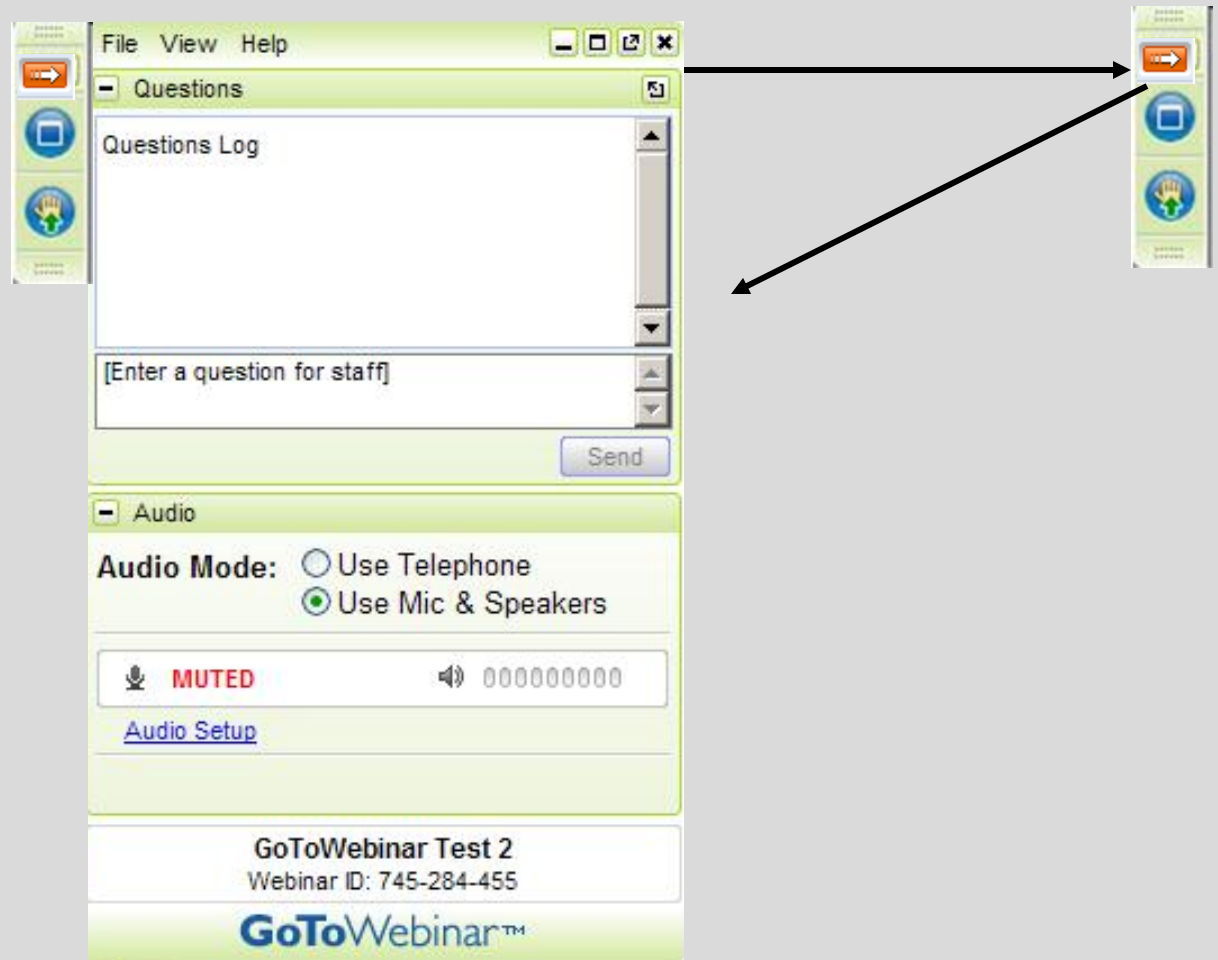 File View Help
Questions
Questions Log
[Enter a question for staff]
Send
Audio
Audio Mode: Use Telephone
Use Mic & Speakers
MUTED 000000000
Audio Setup
GoToWebinar Test 2
Webinar ID: 745-284-455
GoToWebinar™